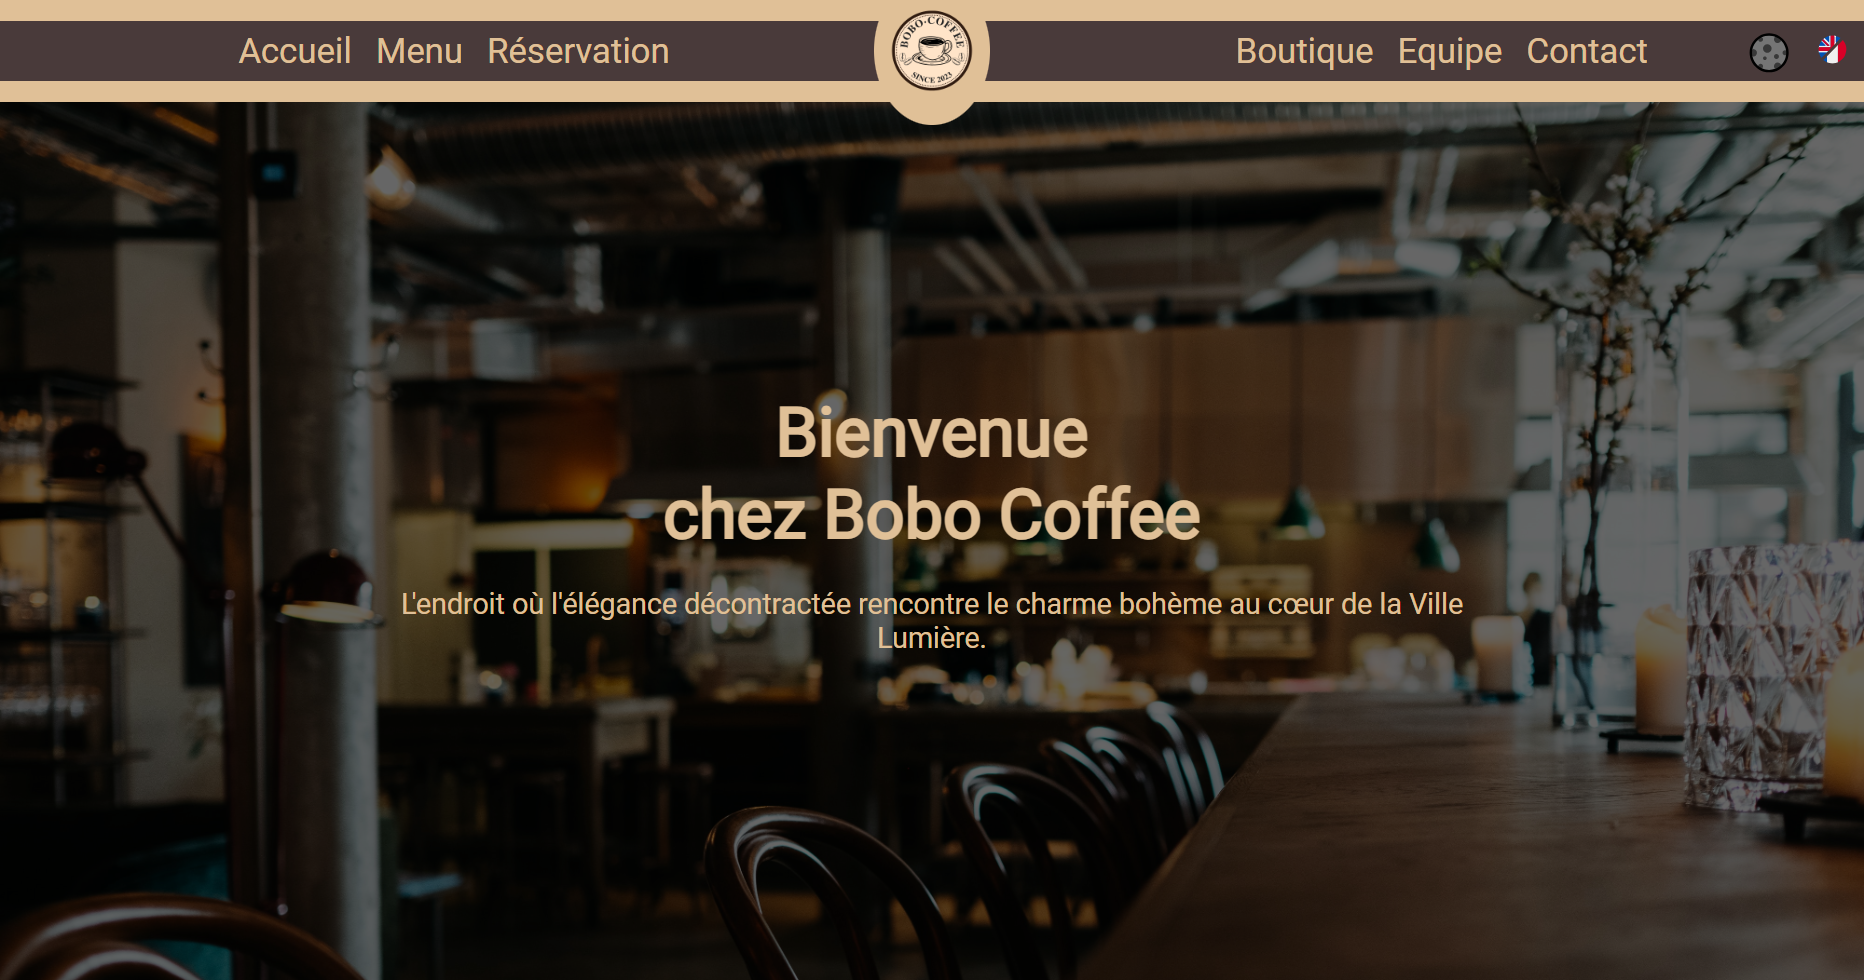 Accueil Menu Réservation
BOBO·COFFEE
SINCE 2023
Boutique Equipe Contact
Bienvenue
chez Bobo Coffee
L'endroit où l'élégance décontractée rencontre le charme bohème au cœur de la Ville
Lumière.